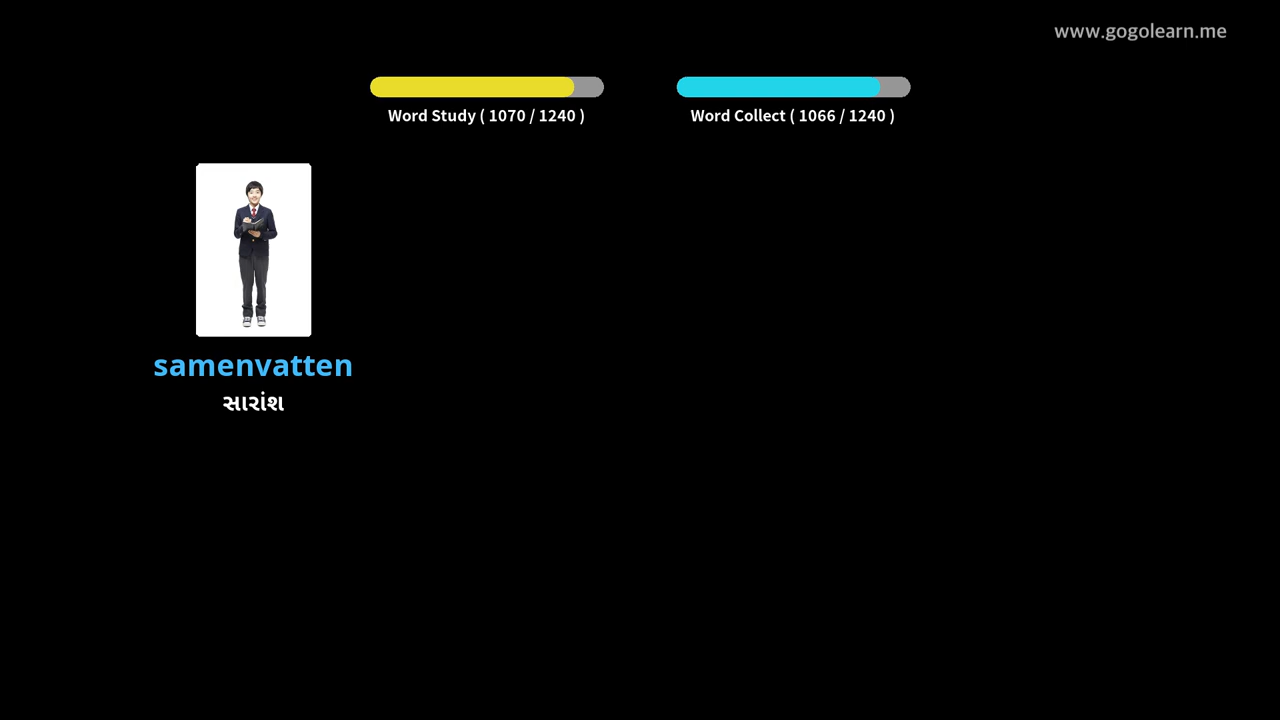 www.gogolearn.me
Word Study ( 1070 / 1240 )
Word Collect ( 1066 / 1240 )
samenvatten
સારાંશ